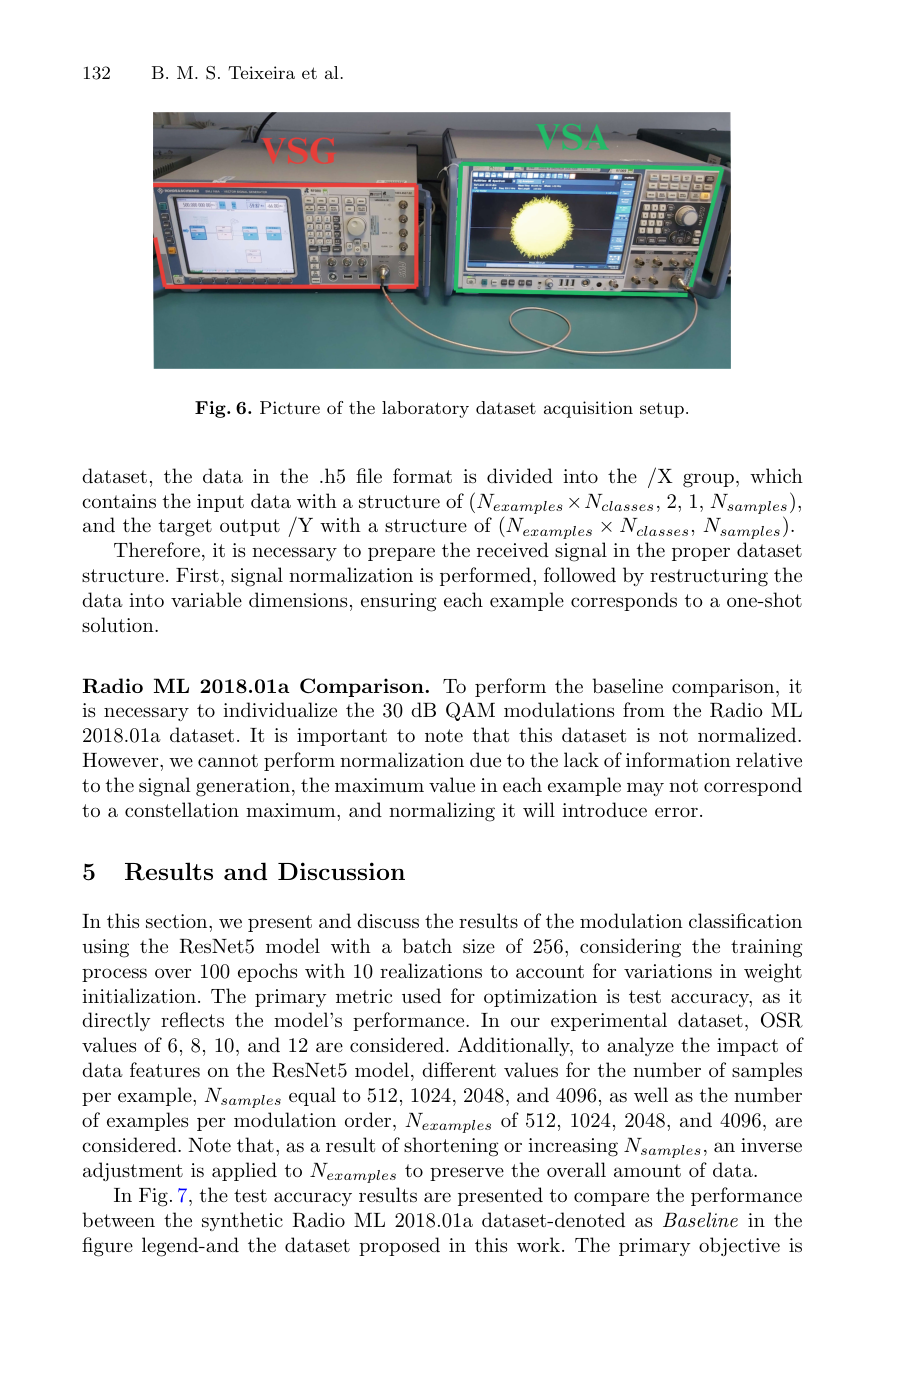 132 B. M. S. Teixeira et al.
VSG
VSA
Fig. 6. Picture of the laboratory dataset acquisition setup.
dataset, the data in the .h5 file format is divided into the /X group, which
contains the input data with a structure of (Nexamples × Nclasses, 2, 1, Nsamples),
and the target output /Y with a structure of (Nexamples × Nclasses, Nsamples).
Therefore, it is necessary to prepare the received signal in the proper dataset
structure. First, signal normalization is performed, followed by restructuring the
data into variable dimensions, ensuring each example corresponds to a one-shot
solution.
Radio ML 2018.01a Comparison. To perform the baseline comparison, it
is necessary to individualize the 30 dB QAM modulations from the Radio ML
2018.01a dataset. It is important to note that this dataset is not normalized.
However, we cannot perform normalization due to the lack of information relative
to the signal generation, the maximum value in each example may not correspond
to a constellation maximum, and normalizing it will introduce error.
5 Results and Discussion
In this section, we present and discuss the results of the modulation classification
using the ResNet5 model with a batch size of 256, considering the training
process over 100 epochs with 10 realizations to account for variations in weight
initialization. The primary metric used for optimization is test accuracy, as it
directly reflects the model's performance. In our experimental dataset, OSR
values of 6, 8, 10, and 12 are considered. Additionally, to analyze the impact of
data features on the ResNet5 model, different values for the number of samples
per example, Nsamples equal to 512, 1024, 2048, and 4096, as well as the number
of examples per modulation order, Nexamples of 512, 1024, 2048, and 4096, are
considered. Note that, as a result of shortening or increasing Nsamples, an inverse
adjustment is applied to Nexamples to preserve the overall amount of data.
In Fig. 7, the test accuracy results are presented to compare the performance
between the synthetic Radio ML 2018.01a dataset-denoted as Baseline in the
figure legend-and the dataset proposed in this work. The primary objective is